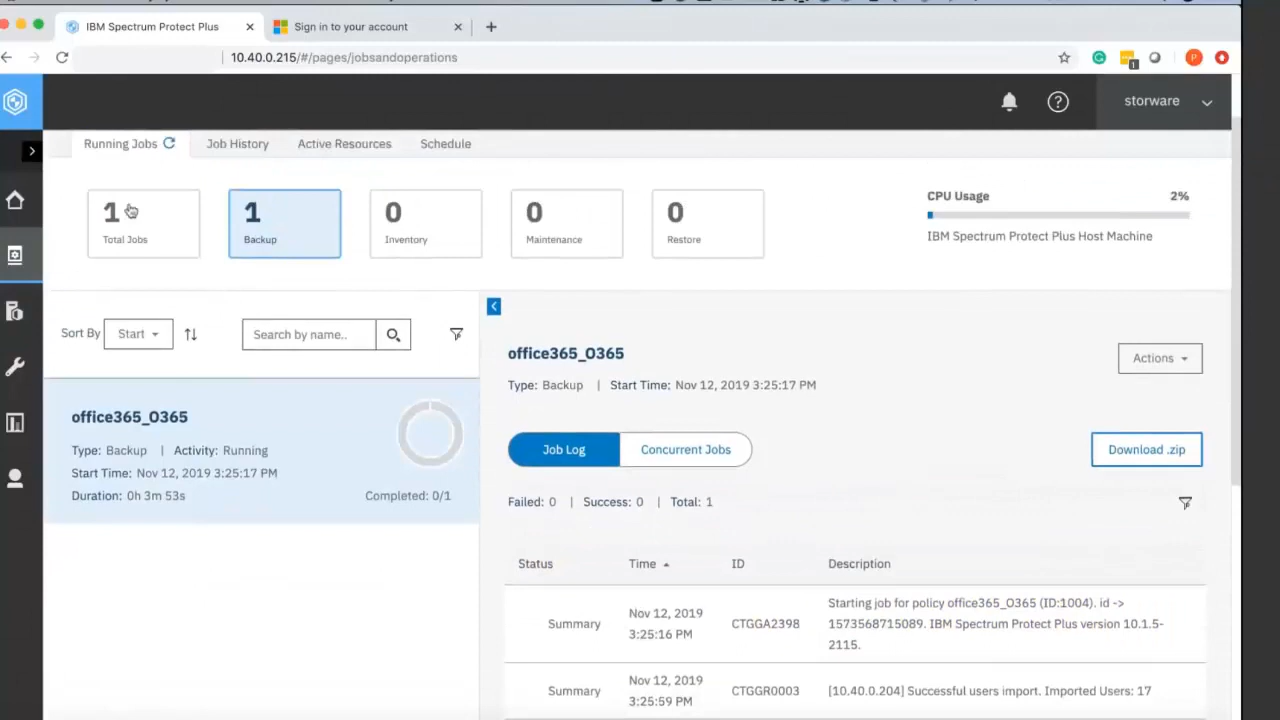 IBM Spectrum Protect Plus
Sign in to your account
10.40.0.215/#/pages/jobsandoperations
1
P
storware
Running Jobs
Job History
Active Resources
Schedule
1
Total Jobs
1
Backup
0
Inventory
0
Maintenance
0
Restore
CPU Usage 2%
IBM Spectrum Protect Plus Host Machine
Sort By Start
Search by name..
office365_O365
Type: Backup | Activity: Running
Start Time: Nov 12, 2019 3:25:17 PM
Duration: 0h 3m 53s Completed: 0/1
office365_O365
Actions
Type: Backup | Start Time: Nov 12, 2019 3:25:17 PM
Job Log
Concurrent Jobs
Download .zip
Failed: 0 | Success: 0 | Total: 1
Status Time ID Description
Summary
Nov 12, 2019
3:25:16 PM
CTGGA2398
Starting job for policy office365_O365 (ID:1004). id ->
1573568715089. IBM Spectrum Protect Plus version 10.1.5-
2115.
Summary
Nov 12, 2019
3:25:59 PM
CTGGR0003
[10.40.0.204] Successful users import. Imported Users: 17